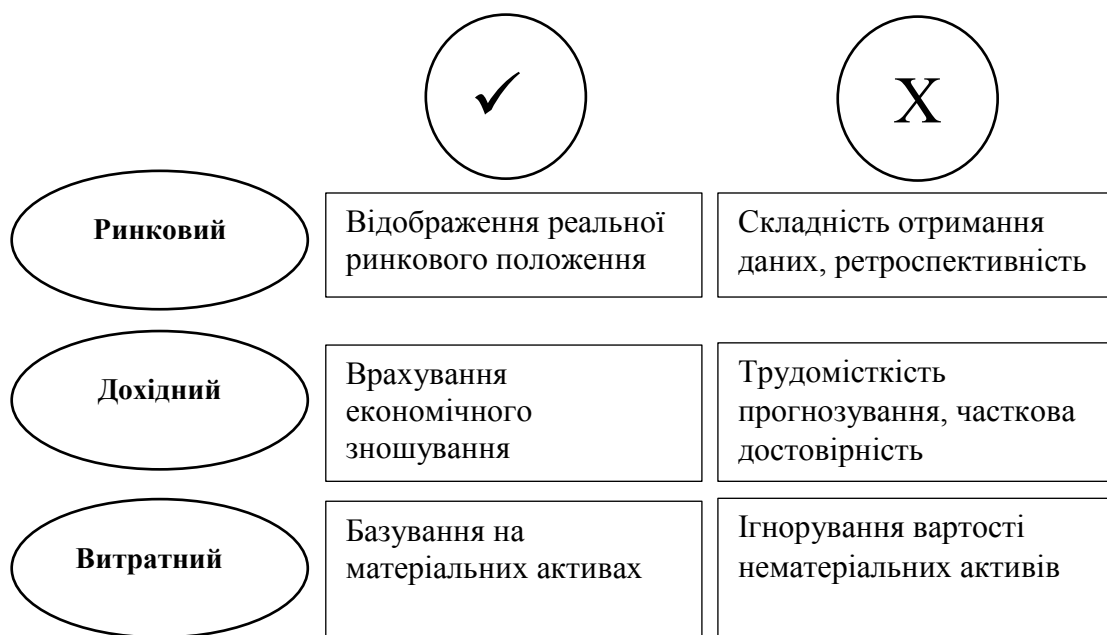 ✓
X
Ринковий
Відображення реальної
ринкового положення
Складність отримання
даних, ретроспективність
Дохідний
Врахування
економічного
зношування
Трудомісткість
прогнозування, часткова
достовірність
Витратний
Базування на
матеріальних активах
Ігнорування вартості
нематеріальних активів